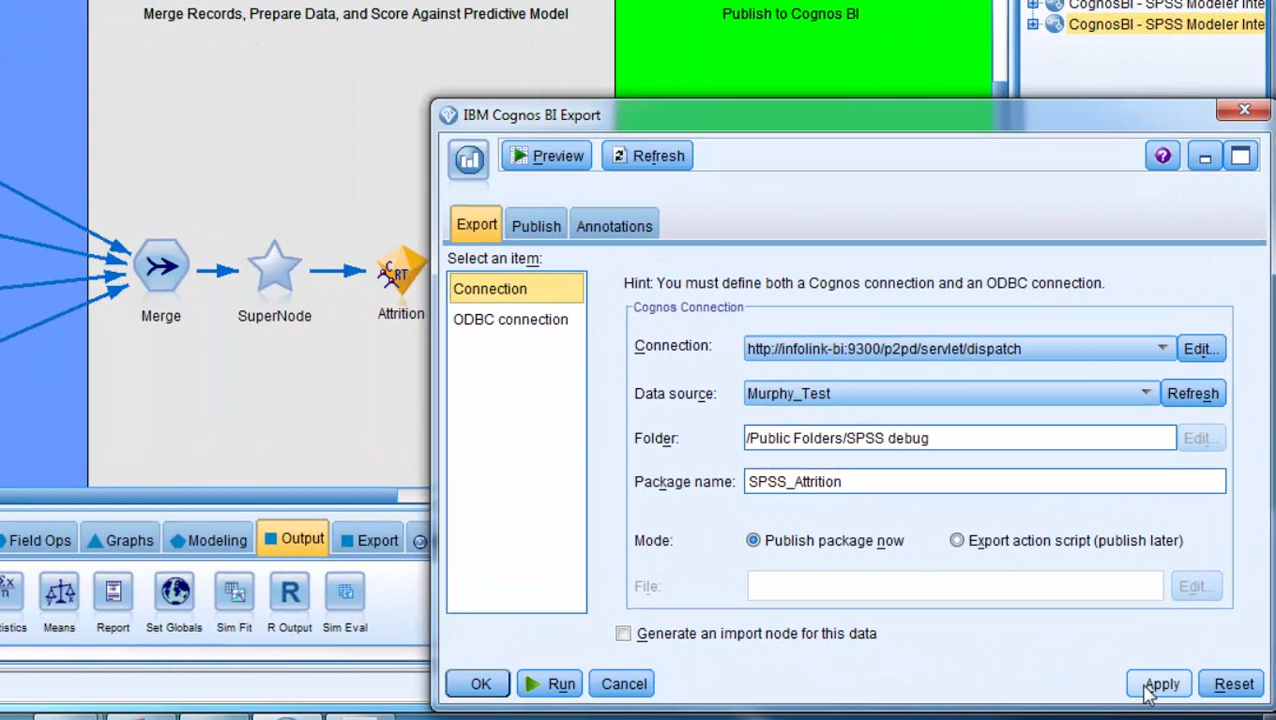 Merge Records, Prepare Data, and Score Against Predictive Model
Publish to Cognos BI
CognosBI - SPSS Modeler Inte
CognosBI - SPSS Modeler Inte
IBM Cognos BI Export
Preview
Refresh
?
Export
Publish
Annotations
Select an item:
Connection
ODBC connection
Hint: You must define both a Cognos connection and an ODBC connection.
Cognos Connection
Connection:
http://infolink-bi:9300/p2pd/servlet/dispatch
Edit...
Data source:
Murphy_Test
Refresh
Folder:
/Public Folders/SPSS debug
Edit...
Package name:
SPSS_Attrition
Mode:
Publish package now
Export action script (publish later)
File:
Edit...
Generate an import node for this data
OK
Run
Cancel
Apply
Reset
Merge
SuperNode
CRT
Attrition
Field Ops
Graphs
Modeling
Output
Export
R
tistics
Means
Report
Set Globals
Sim Fit
R Output
Sim Eval